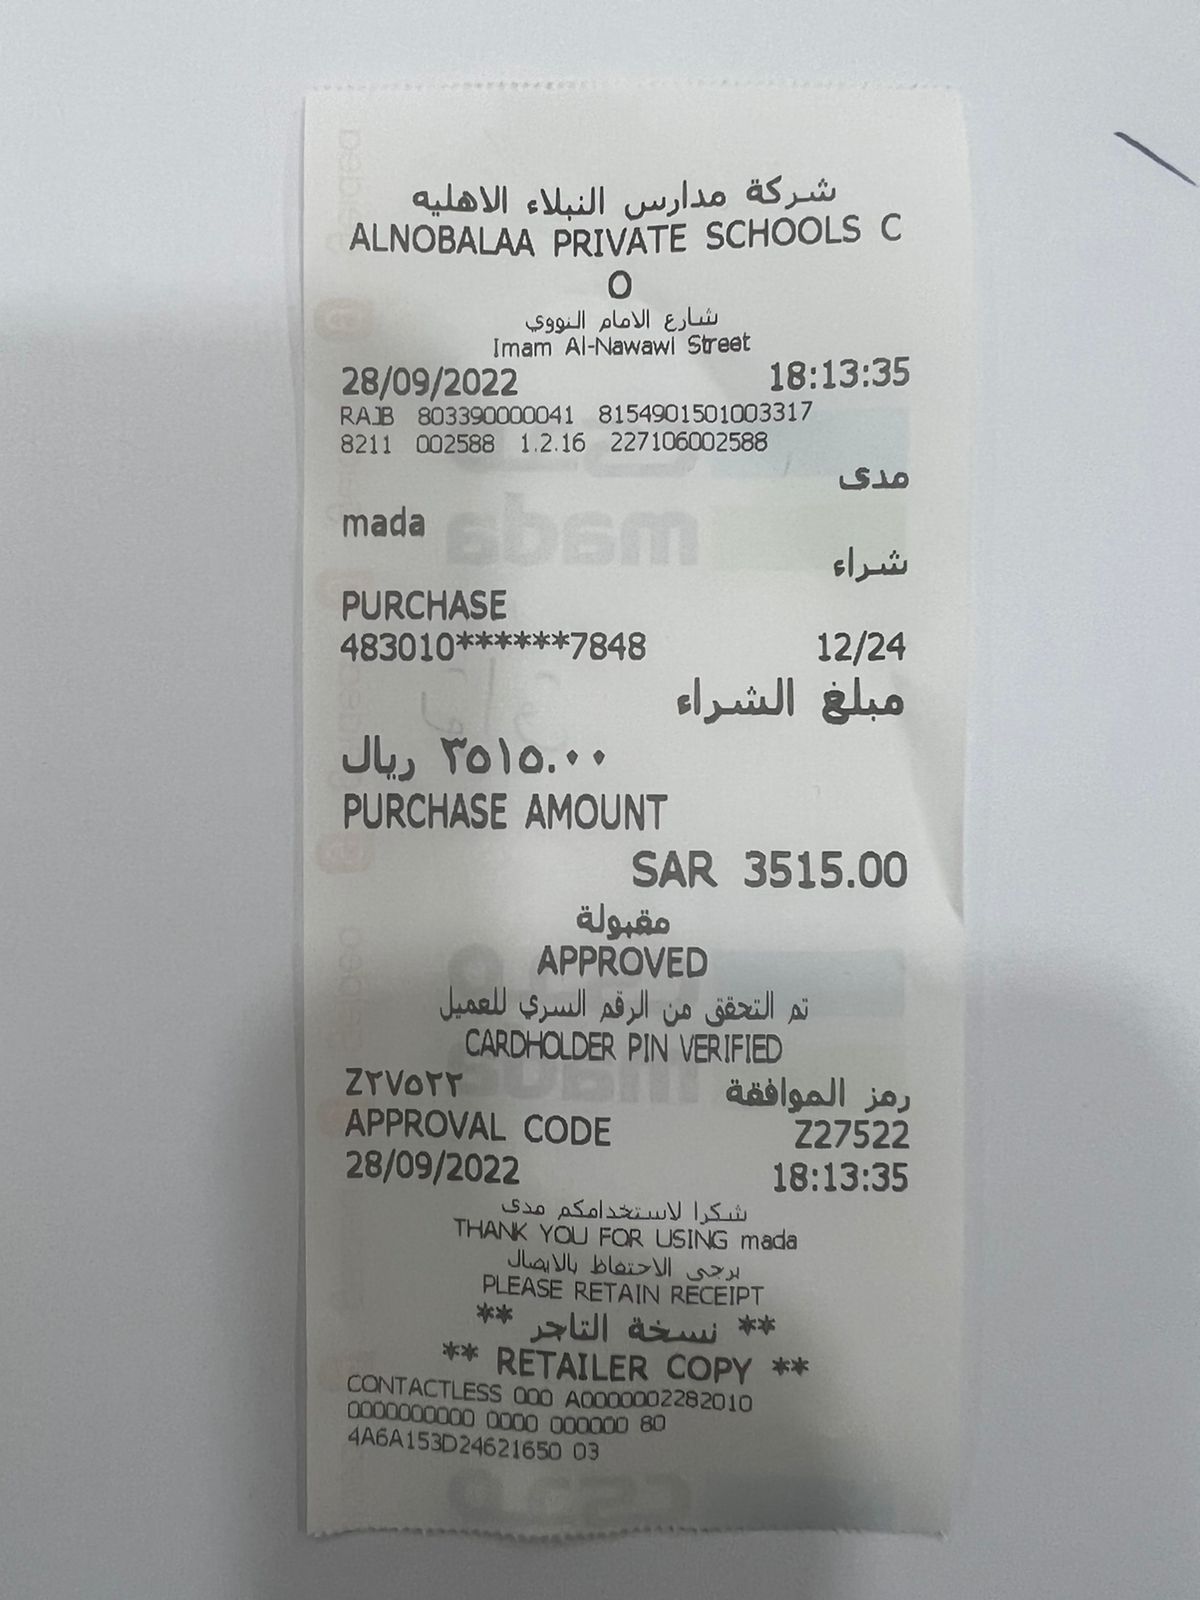 شركة مدارس النبلاء الاهليه
ALNOBALAA PRIVATE SCHOOLS C
O
شارع الامام النووي
Imam Al-Nawawi Street
28/09/2022 18:13:35
RAJB 803390000041 8154901501003317
8211 002588 1.2.16 227106002588
مدى
mada
شراء
PURCHASE
483010******7848 12/24
مبلغ الشراء
٣٥١٥.٠٠ ريال
PURCHASE AMOUNT
SAR 3515.00
مقبولة
APPROVED
تم التحقق من الرقم السري للعميل
CARDHOLDER PIN VERIFIED
رمز الموافقة Z٢٧٥٢٢
APPROVAL CODE Z27522
28/09/2022 18:13:35
شكرا لاستخدامكم مدى
THANK YOU FOR USING mada
يرجى الاحتفاظ بالايصال
PLEASE RETAIN RECEIPT
** نسخة التاجر **
** RETAILER COPY **
CONTACTLESS 000 A0000002282010
0000000000 0000 000000 80
4A6A153D24621650 03